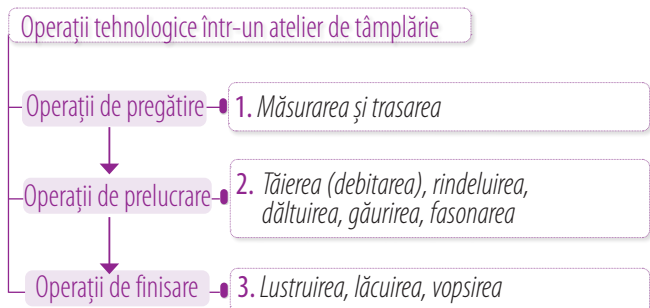 Operații tehnologice într-un atelier de tâmplărie
Operații de pregătire
1. Măsurarea și trasarea
Operații de prelucrare
2. Tăierea (debitarea), rindeluirea,
dăltuirea, găurirea, fasonarea
Operații de finisare
3. Lustruirea, lăcuirea, vopsirea